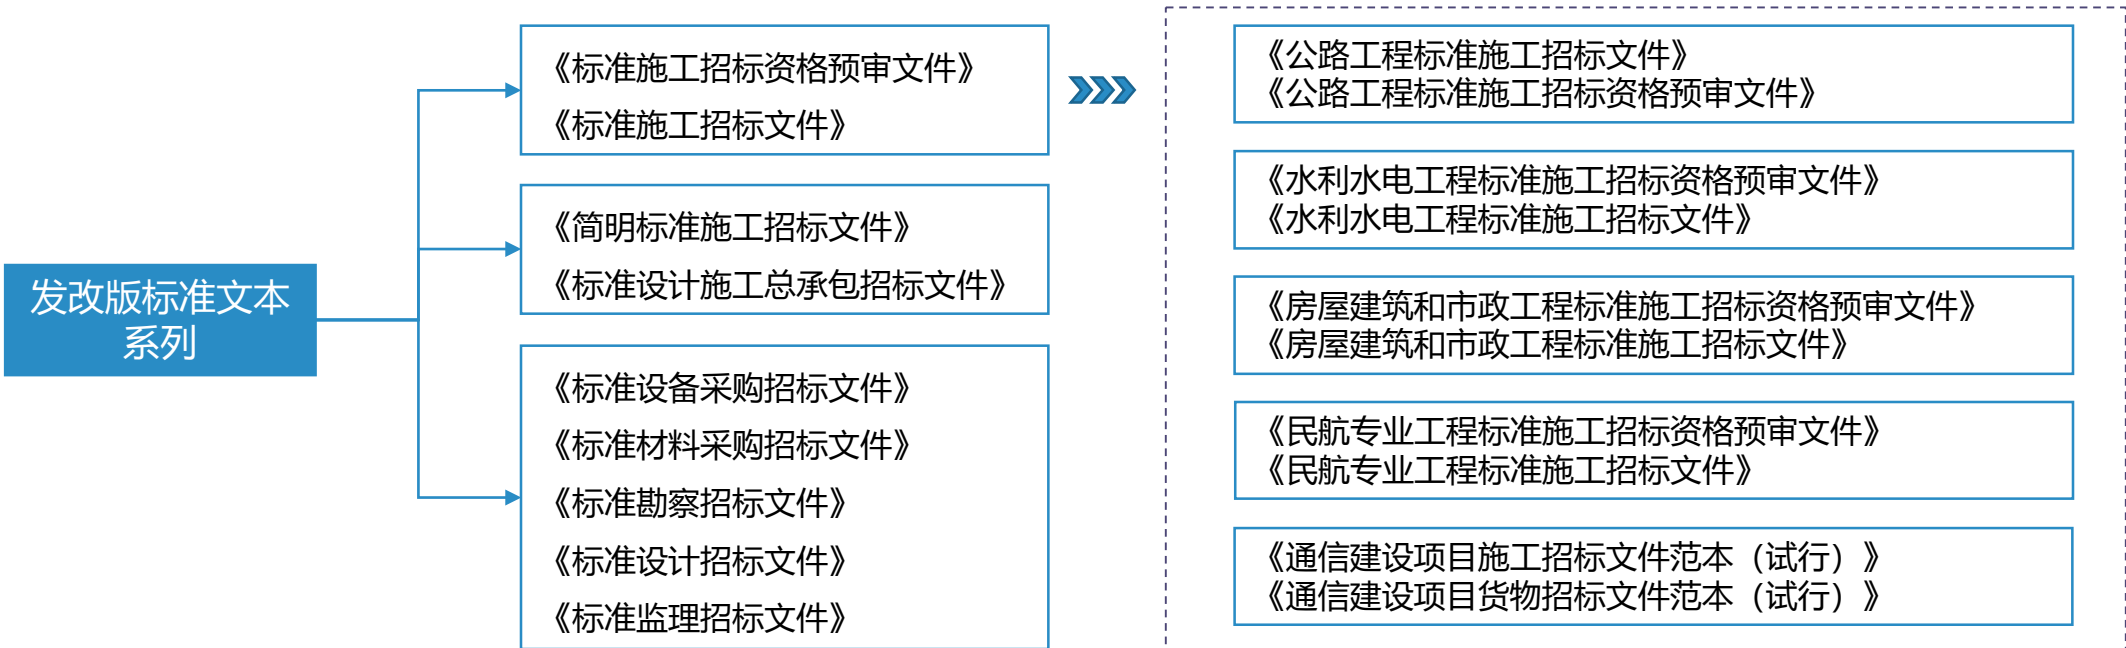 发改版标准文本
系列
《标准施工招标资格预审文件》
《标准施工招标文件》
《简明标准施工招标文件》
《标准设计施工总承包招标文件》
《标准设备采购招标文件》
《标准材料采购招标文件》
《标准勘察招标文件》
《标准设计招标文件》
《标准监理招标文件》
《公路工程标准施工招标文件》
《公路工程标准施工招标资格预审文件》
《水利水电工程标准施工招标资格预审文件》
《水利水电工程标准施工招标文件》
《房屋建筑和市政工程标准施工招标资格预审文件》
《房屋建筑和市政工程标准施工招标文件》
《民航专业工程标准施工招标资格预审文件》
《民航专业工程标准施工招标文件》
《通信建设项目施工招标文件范本（试行）》
《通信建设项目货物招标文件范本（试行）》